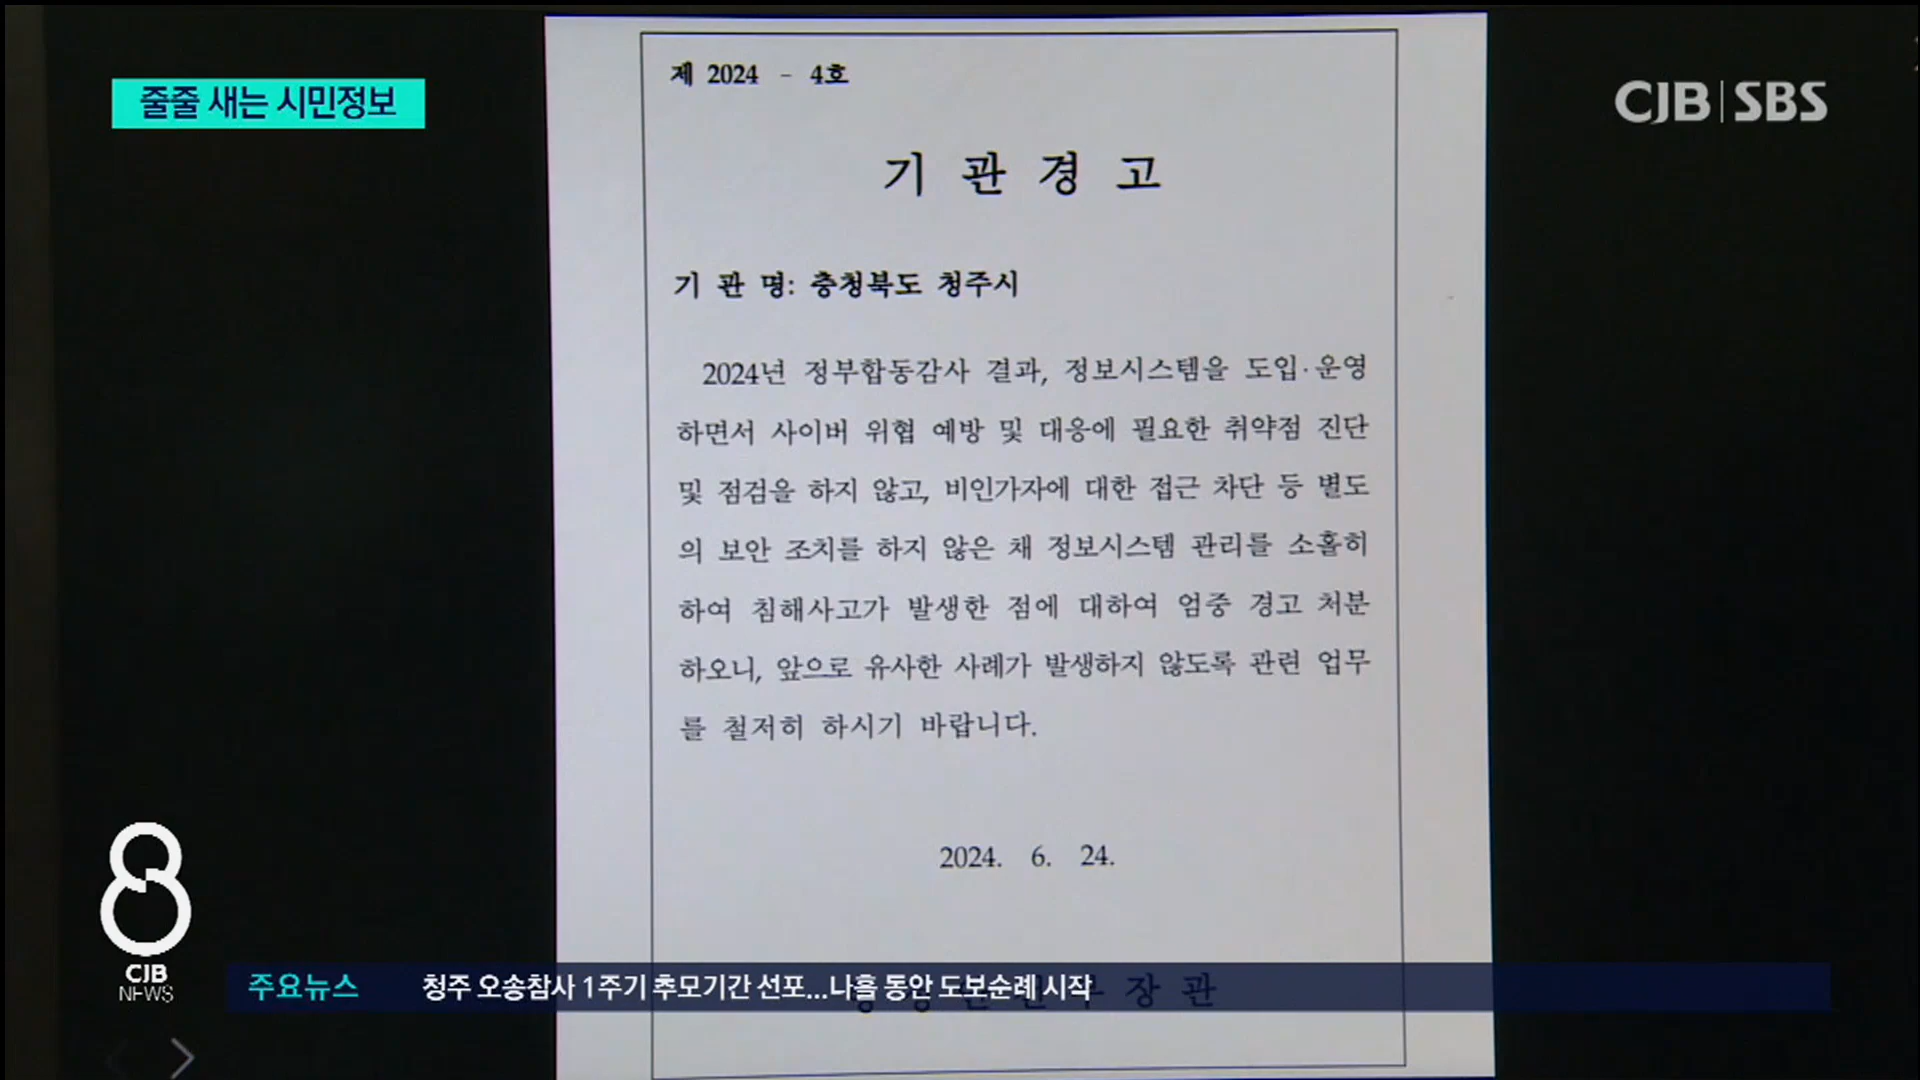 줄줄 새는 시민정보
CJB SBS
제 2024 - 4호
기 관 경 고
기 관 명: 충청북도 청주시
2024년 정부합동감사 결과, 정보시스템을 도입·운영
하면서 사이버 위협 예방 및 대응에 필요한 취약점 진단
및 점검을 하지 않고, 비인가자에 대한 접근 차단 등 별도
의 보안 조치를 하지 않은 채 정보시스템 관리를 소홀히
하여 침해사고가 발생한 점에 대하여 엄중 경고 처분
하오니, 앞으로 유사한 사례가 발생하지 않도록 관련 업무
를 철저히 하시기 바랍니다.
2024. 6. 24.
장 관
8
CJB
NEWS
주요뉴스 청주 오송참사 1주기 추모기간 선포...나흘 동안 도보순례 시작